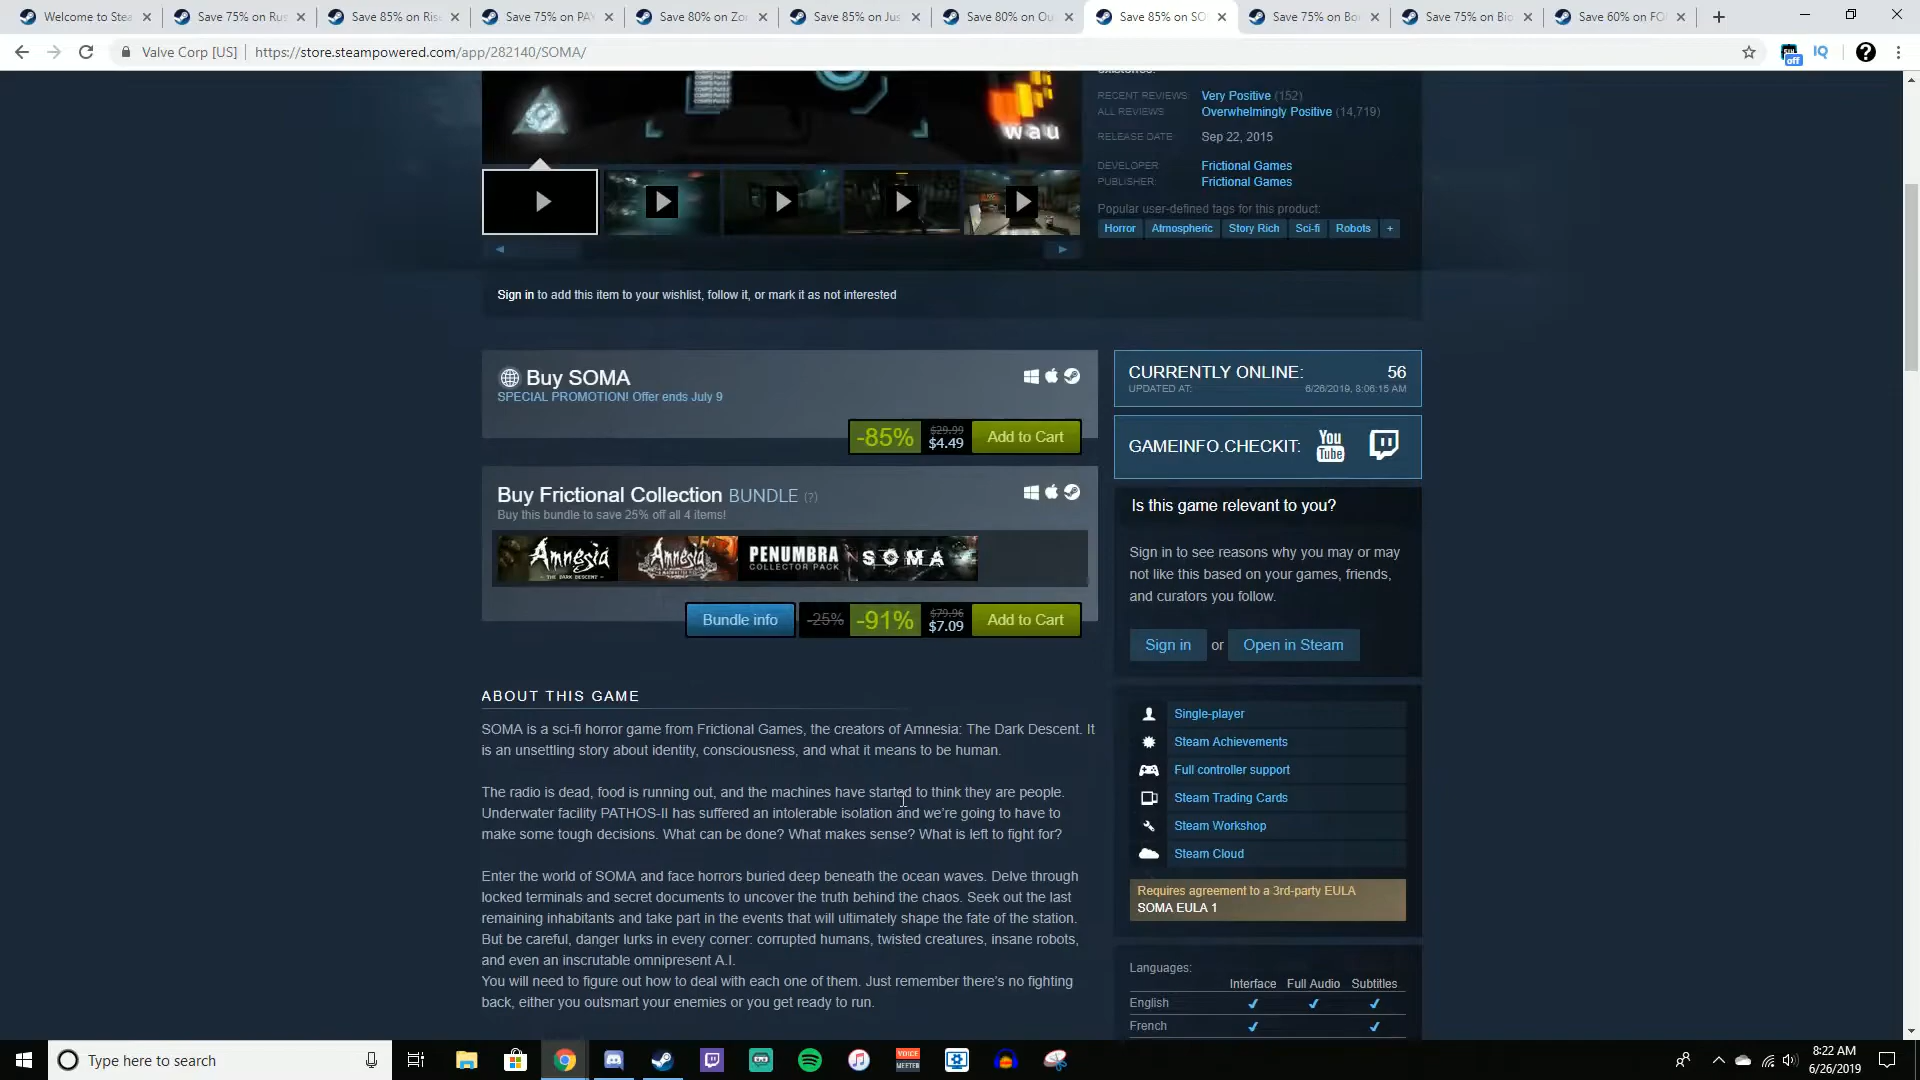 Welcome to Stea
Save 75% on Rus
Save 85% on Rise
Save 75% on PAY
Save 80% on Zo
Save 85% on Jus
Save 80% on Ou
Save 85% on SO
Save 75% on Bo
Save 75% on Bio
Save 60% on FO
Valve Corp [US]
https://store.steampowered.com/app/282140/SOMA/
off
IQ
wau
RECENT REVIEWS: Very Positive (152)
ALL REVIEWS: Overwhelmingly Positive (14,719)
RELEASE DATE: Sep 22, 2015
DEVELOPER: Frictional Games
PUBLISHER: Frictional Games
Popular user-defined tags for this product:
Horror Atmospheric Story Rich Sci-fi Robots +
Sign in to add this item to your wishlist, follow it, or mark it as not interested
Buy SOMA
SPECIAL PROMOTION! Offer ends July 9
-85% $29.99 $4.49 Add to Cart
Buy Frictional Collection BUNDLE (?)
Buy this bundle to save 25% off all 4 items!
Amnesia
THE DARK DESCENT
Amnesia
PENUMBRA
COLLECTOR PACK
SOMA
Bundle info -25% -91% $79.96 $7.09 Add to Cart
ABOUT THIS GAME
SOMA is a sci-fi horror game from Frictional Games, the creators of Amnesia: The Dark Descent. It
is an unsettling story about identity, consciousness, and what it means to be human.
The radio is dead, food is running out, and the machines have started to think they are people.
Underwater facility PATHOS-II has suffered an intolerable isolation and we're going to have to
make some tough decisions. What can be done? What makes sense? What is left to fight for?
Enter the world of SOMA and face horrors buried deep beneath the ocean waves. Delve through
locked terminals and secret documents to uncover the truth behind the chaos. Seek out the last
remaining inhabitants and take part in the events that will ultimately shape the fate of the station.
But be careful, danger lurks in every corner: corrupted humans, twisted creatures, insane robots,
and even an inscrutable omnipresent A.I.
You will need to figure out how to deal with each one of them. Just remember there's no fighting
back, either you outsmart your enemies or you get ready to run.
CURRENTLY ONLINE: 56
UPDATED AT: 6/26/2019, 8:06:15 AM
GAMEINFO.CHECKIT: You Tube
Is this game relevant to you?
Sign in to see reasons why you may or may
not like this based on your games, friends,
and curators you follow.
Sign in or Open in Steam
Single-player
Steam Achievements
Full controller support
Steam Trading Cards
Steam Workshop
Steam Cloud
Requires agreement to a 3rd-party EULA
SOMA EULA 1
Languages:
Interface Full Audio Subtitles
English
French
Type here to search
VOICE
MEETER
8:22 AM
6/26/2019